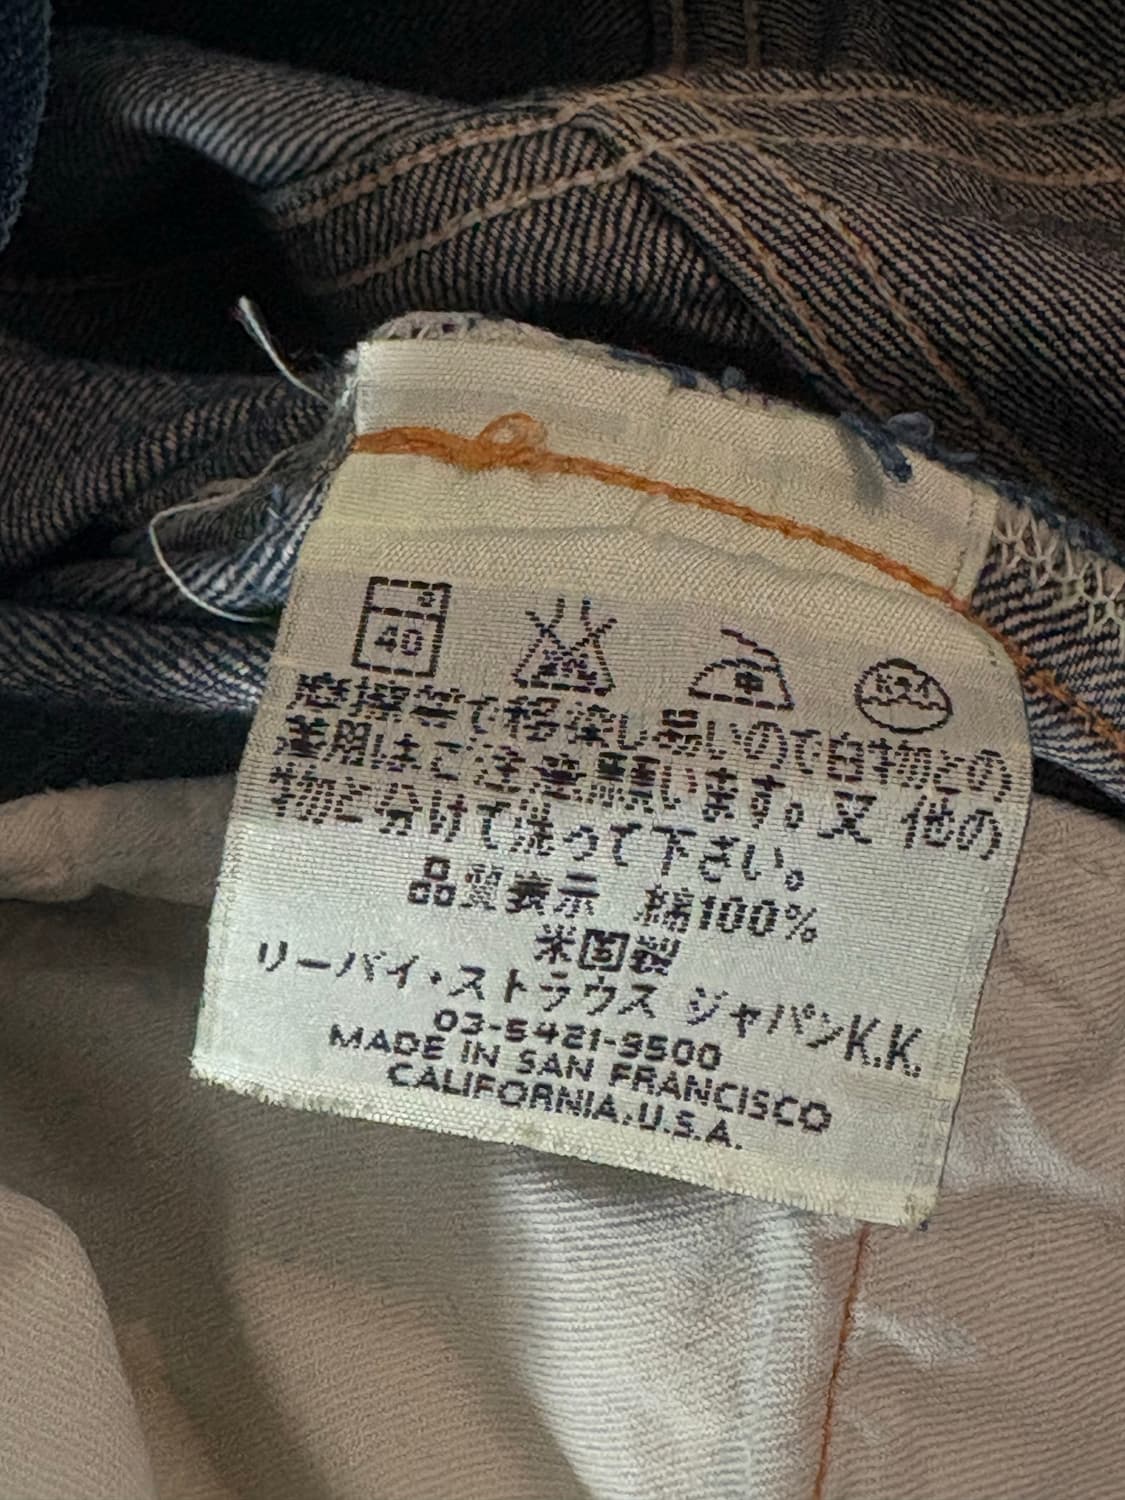 40
摩擦等で移染し易いので白物との
兼用はご注意願います。又 他の
物と分けて洗って下さい。
品質表示 綿100%
米国製
リーバイ・ストラウス ジャパンK.K.
03-5421-9500
MADE IN SAN FRANCISCO
CALIFORNIA.U.S.A.